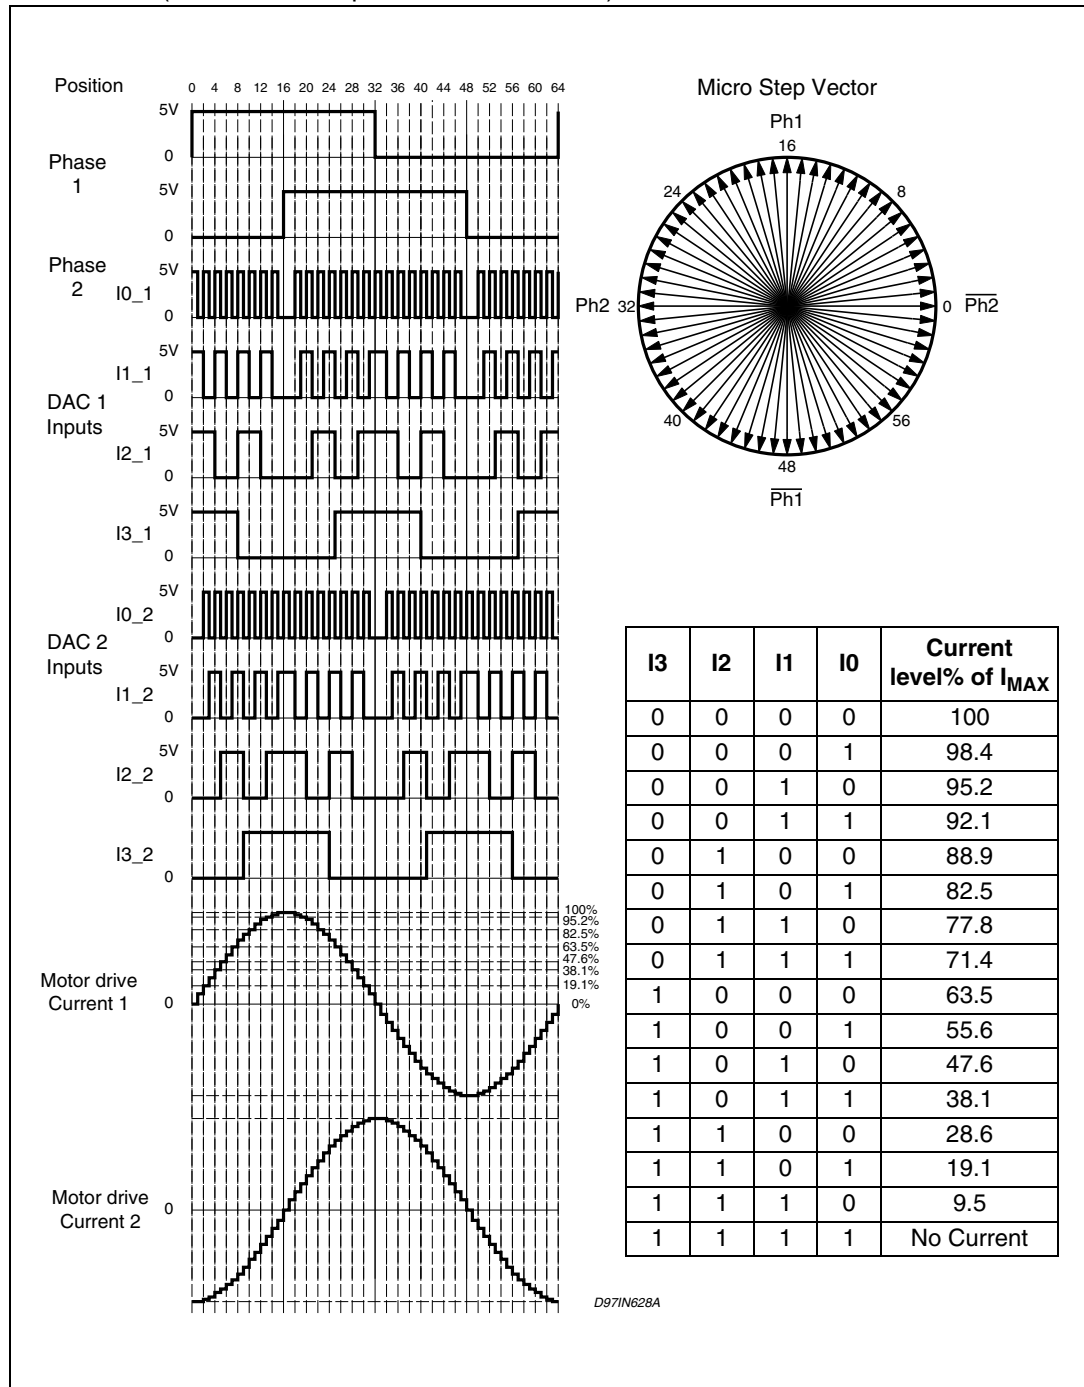 Position
0 4 8 12 16 20 24 28 32 36 40 44 48 52 56 60 64
5V
0
Phase
1
5V
0
Phase
2
I0_1
5V
0
I1_1
5V
0
DAC 1
Inputs
I2_1
5V
0
I3_1
5V
0
I0_2
5V
0
DAC 2
Inputs
I1_2
5V
0
I2_2
5V
0
I3_2
0
100%
95.2%
82.5%
63.5%
47.6%
38.1%
19.1%
0%
Motor drive
Current 1
0
Motor drive
Current 2
0
Micro Step Vector
Ph1
16
24
8
Ph2 32
0 Ph2
40
56
48
Ph1
I3 I2 I1 I0 Current level% of IMAX
0 0 0 0 100
0 0 0 1 98.4
0 0 1 0 95.2
0 0 1 1 92.1
0 1 0 0 88.9
0 1 0 1 82.5
0 1 1 0 77.8
0 1 1 1 71.4
1 0 0 0 63.5
1 0 0 1 55.6
1 0 1 0 47.6
1 0 1 1 38.1
1 1 0 0 28.6
1 1 0 1 19.1
1 1 1 0 9.5
1 1 1 1 No Current
D97IN628A